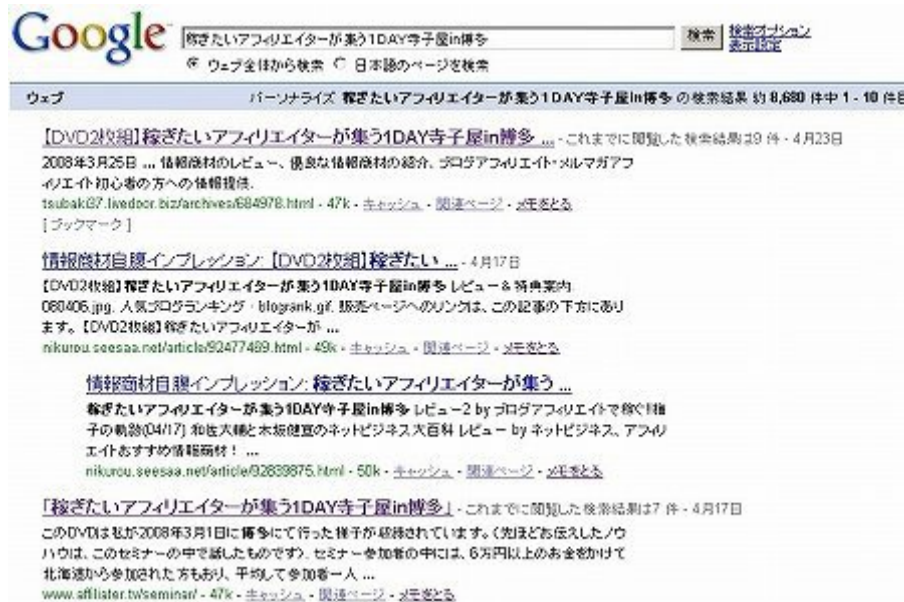 Google 稼ぎたいアフィリエイターが集う1DAY寺子屋in博多 検索 検索オプション
表示設定
ウェブ全体から検索 日本語のページを検索
ウェブ パーソナライズ 稼ぎたいアフィリエイターが集う1DAY寺子屋in博多 の検索結果 約 8,680 件中 1 - 10 件目
【DVD2枚組】稼ぎたいアフィリエイターが集う1DAY寺子屋in博多 ... - これまでに閲覧した検索結果は9 件 - 4月23日
2008年3月25日 ... 情報商材のレビュー、優良な情報商材の紹介、ブログアフィリエイト・メルマガアフ
ィリエイト初心者の方への情報提供.
tsubaki37.livedoor.biz/archives/684978.html - 47k - キャッシュ - 関連ページ - メモをとる
[ブックマーク]
情報商材自腹インプレッション: 【DVD2枚組】稼ぎたい ... - 4月17日
【DVD2枚組】稼ぎたいアフィリエイターが集う1DAY寺子屋in博多 レビュー & 特典案内.
080406.jpg. 人気ブログランキング · blogrank.gif. 販売ページへのリンクは、この記事の下方にあり
ます。【DVD2枚組】稼ぎたいアフィリエイターが ...
nikurou.seesaa.net/article/92477469.html - 49k - キャッシュ - 関連ページ - メモをとる
情報商材自腹インプレッション: 稼ぎたいアフィリエイターが集う ...
稼ぎたいアフィリエイターが集う1DAY寺子屋in博多 レビュー2 by ブログアフィリエイトで稼ぐ!!獅
子の軌跡(04/17) 和佐大輔と木坂健宣のネットビジネス大百科 レビュー by ネットビジネス、アフィリ
エイトおすすめ情報商材! ...
nikurou.seesaa.net/article/92839875.html - 50k - キャッシュ - 関連ページ - メモをとる
「稼ぎたいアフィリエイターが集う1DAY寺子屋in博多」 - これまでに閲覧した検索結果は7 件 - 4月17日
このDVDは私が2008年3月1日に博多にて行った様子が収録されています。(先ほどお伝えしたノウ
ハウは、このセミナーの中で話したものです). セミナー参加者の中には、6万円以上のお金をかけて
北海道から参加された方もおり、平均して参加者一人 ...
www.affiliater.tv/seminar/ - 47k - キャッシュ - 関連ページ - メモをとる